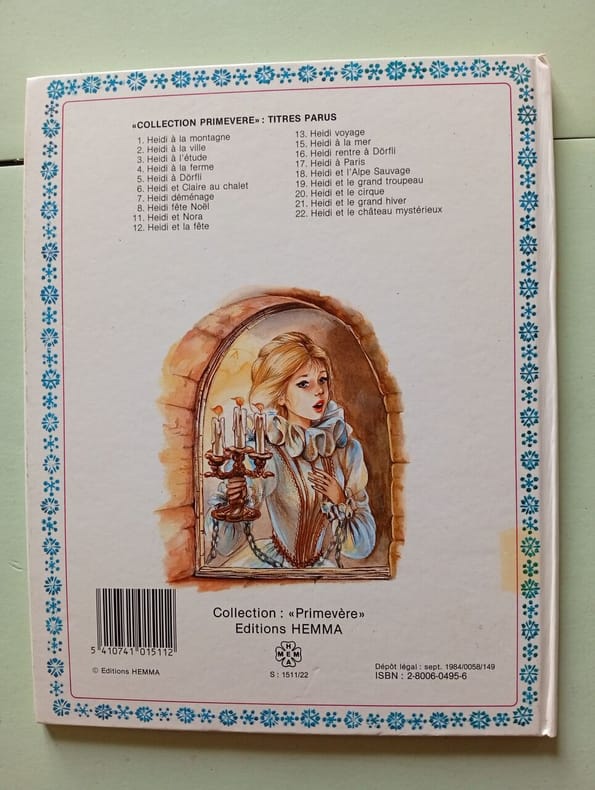 «COLLECTION PRIMEVERE» : TITRES PARUS
1. Heidi à la montagne
2. Heidi à la ville
3. Heidi à l'étude
4. Heidi à la ferme
5. Heidi à Dörfli
6. Heidi et Claire au chalet
7. Heidi déménage
8. Heidi fête Noël
11. Heidi et Nora
12. Heidi et la fête
13. Heidi voyage
15. Heidi à la mer
16. Heidi rentre à Dörfli
17. Heidi à Paris
18. Heidi et l'Alpe Sauvage
19. Heidi et le grand troupeau
20. Heidi et le cirque
21. Heidi et le grand hiver
22. Heidi et le château mystérieux
Collection : «Primevère»
Editions HEMMA
5 410741 015112
© Editions HEMMA
HEMMA
S : 1511/22
Dépôt légal : sept. 1984/0058/149
ISBN : 2-8006-0495-6